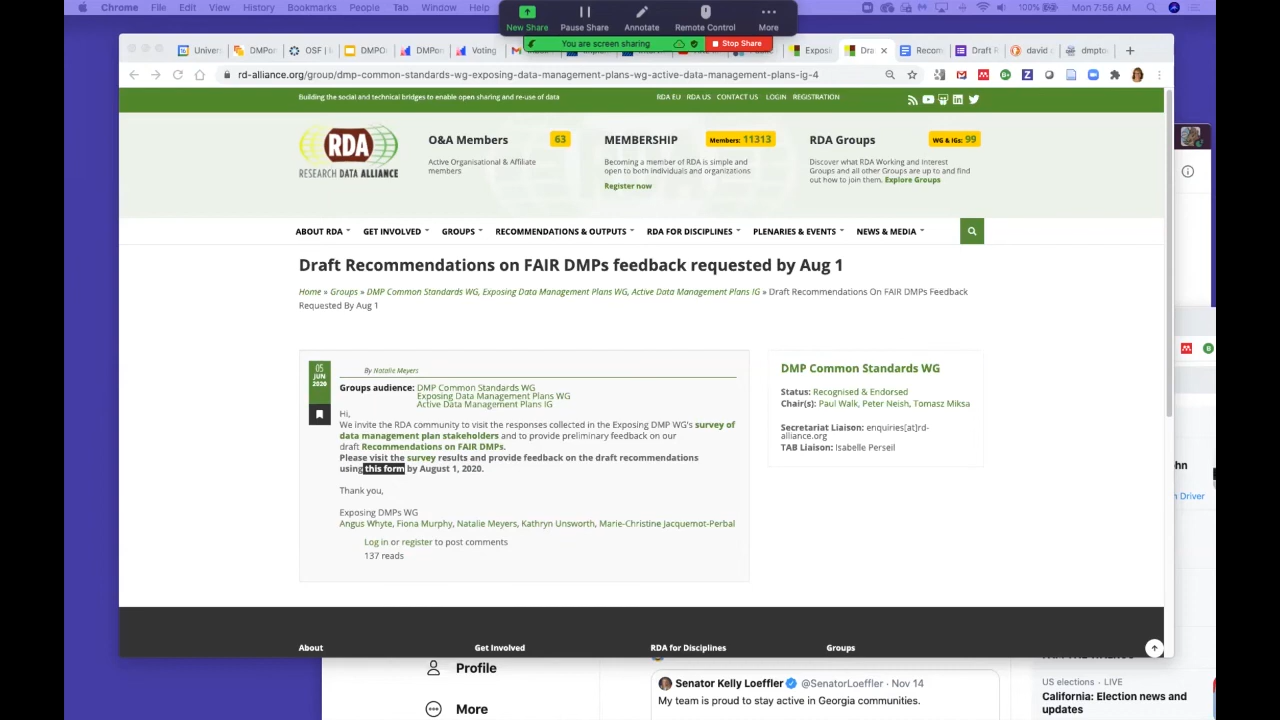 Chrome File Edit View History Bookmarks People Tab Window Help 100% Mon 7:56 AM
New Share Pause Share Annotate Remote Control More
You are screen sharing Stop Share
Univer OSF | DMPO DMPon Voting Exposi Dra Recom Draft R david dmpto
rd-alliance.org/group/dmp-common-standards-wg-exposing-data-management-plans-wg-active-data-management-plans-ig-4
Building the social and technical bridges to enable open sharing and re-use of data RDA EU RDA US CONTACT US LOGIN REGISTRATION
RDA
RESEARCH DATA ALLIANCE
O&A Members 63
Active Organisational & Affiliate
members
MEMBERSHIP Members: 11313
Becoming a member of RDA is simple and
open to both individuals and organizations
Register now
RDA Groups WG & IGs: 99
Discover what RDA Working and Interest
Groups and all other Groups are up to and find
out how to join them. Explore Groups
ABOUT RDA GET INVOLVED GROUPS RECOMMENDATIONS & OUTPUTS RDA FOR DISCIPLINES PLENARIES & EVENTS NEWS & MEDIA
Draft Recommendations on FAIR DMPs feedback requested by Aug 1
Home » Groups » DMP Common Standards WG, Exposing Data Management Plans WG, Active Data Management Plans IG » Draft Recommendations On FAIR DMPs Feedback
Requested By Aug 1
05
JUN
2020
By Natalie Meyers
Groups audience: DMP Common Standards WG
Exposing Data Management Plans WG
Active Data Management Plans IG
Hi,
We invite the RDA community to visit the responses collected in the Exposing DMP WG's survey of
data management plan stakeholders and to provide preliminary feedback on our
draft Recommendations on FAIR DMPs.
Please visit the survey results and provide feedback on the draft recommendations
using this form by August 1, 2020.
Thank you,
Exposing DMPs WG
Angus Whyte, Fiona Murphy, Natalie Meyers, Kathryn Unsworth, Marie-Christine Jacquemot-Perbal
Log in or register to post comments
137 reads
DMP Common Standards WG
Status: Recognised & Endorsed
Chair(s): Paul Walk, Peter Neish, Tomasz Miksa
Secretariat Liaison: enquiries[at]rd-
alliance.org
TAB Liaison: Isabelle Perseil
About Get Involved RDA for Disciplines Groups
Profile
More
Senator Kelly Loeffler @SenatorLoeffler · Nov 14
My team is proud to stay active in Georgia communities.
Driver
US elections · LIVE
California: Election news and
updates